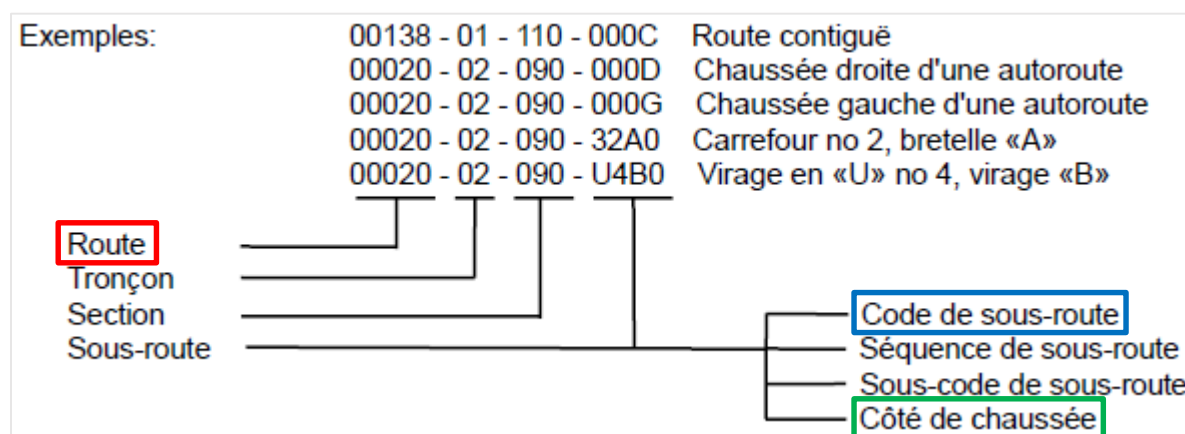 Exemples: 00138 - 01 - 110 - 000C Route contiguë
00020 - 02 - 090 - 000D Chaussée droite d'une autoroute
00020 - 02 - 090 - 000G Chaussée gauche d'une autoroute
00020 - 02 - 090 - 32A0 Carrefour no 2, bretelle «A»
00020 - 02 - 090 - U4B0 Virage en «U» no 4, virage «B»
Route
Tronçon
Section
Sous-route
Code de sous-route
Séquence de sous-route
Sous-code de sous-route
Côté de chaussée